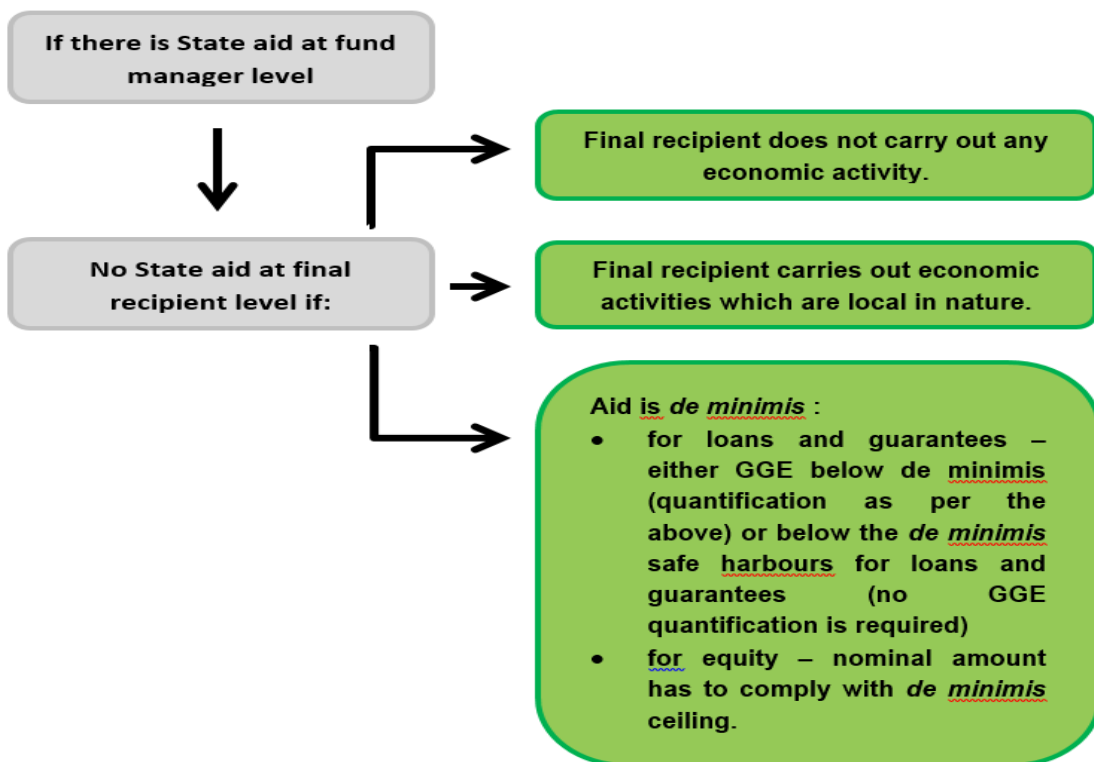 If there is State aid at fund
manager level
Final recipient does not carry out any
economic activity.
No State aid at final
recipient level if:
Final recipient carries out economic
activities which are local in nature.
Aid is de minimis :
• for loans and guarantees –
either GGE below de minimis
(quantification as per the
above) or below the de minimis
safe harbours for loans and
guarantees (no GGE
quantification is required)
• for equity – nominal amount
has to comply with de minimis
ceiling.